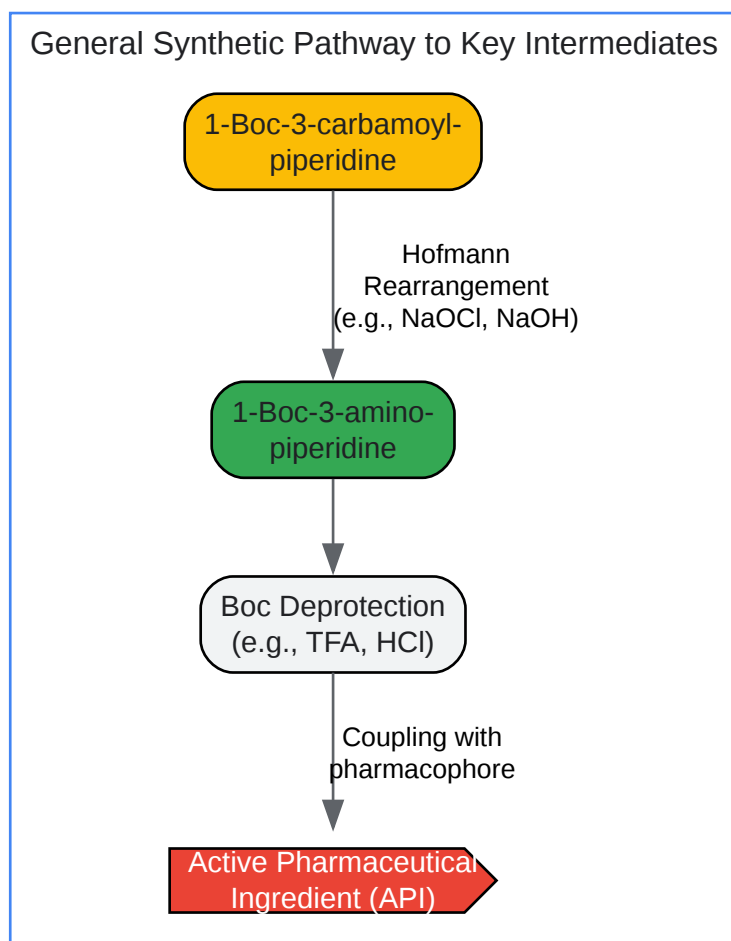 General Synthetic Pathway to Key Intermediates
1-Boc-3-carbamoyl-
piperidine
Hofmann
Rearrangement
(e.g., NaOCl, NaOH)
1-Boc-3-amino-
piperidine
Boc Deprotection
(e.g., TFA, HCl)
Coupling with
pharmacophore
Active Pharmaceutical
Ingredient (API)